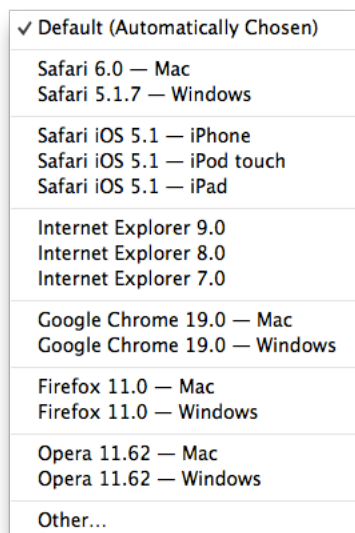 ✓ Default (Automatically Chosen)
Safari 6.0 — Mac
Safari 5.1.7 — Windows
Safari iOS 5.1 — iPhone
Safari iOS 5.1 — iPod touch
Safari iOS 5.1 — iPad
Internet Explorer 9.0
Internet Explorer 8.0
Internet Explorer 7.0
Google Chrome 19.0 — Mac
Google Chrome 19.0 — Windows
Firefox 11.0 — Mac
Firefox 11.0 — Windows
Opera 11.62 — Mac
Opera 11.62 — Windows
Other...